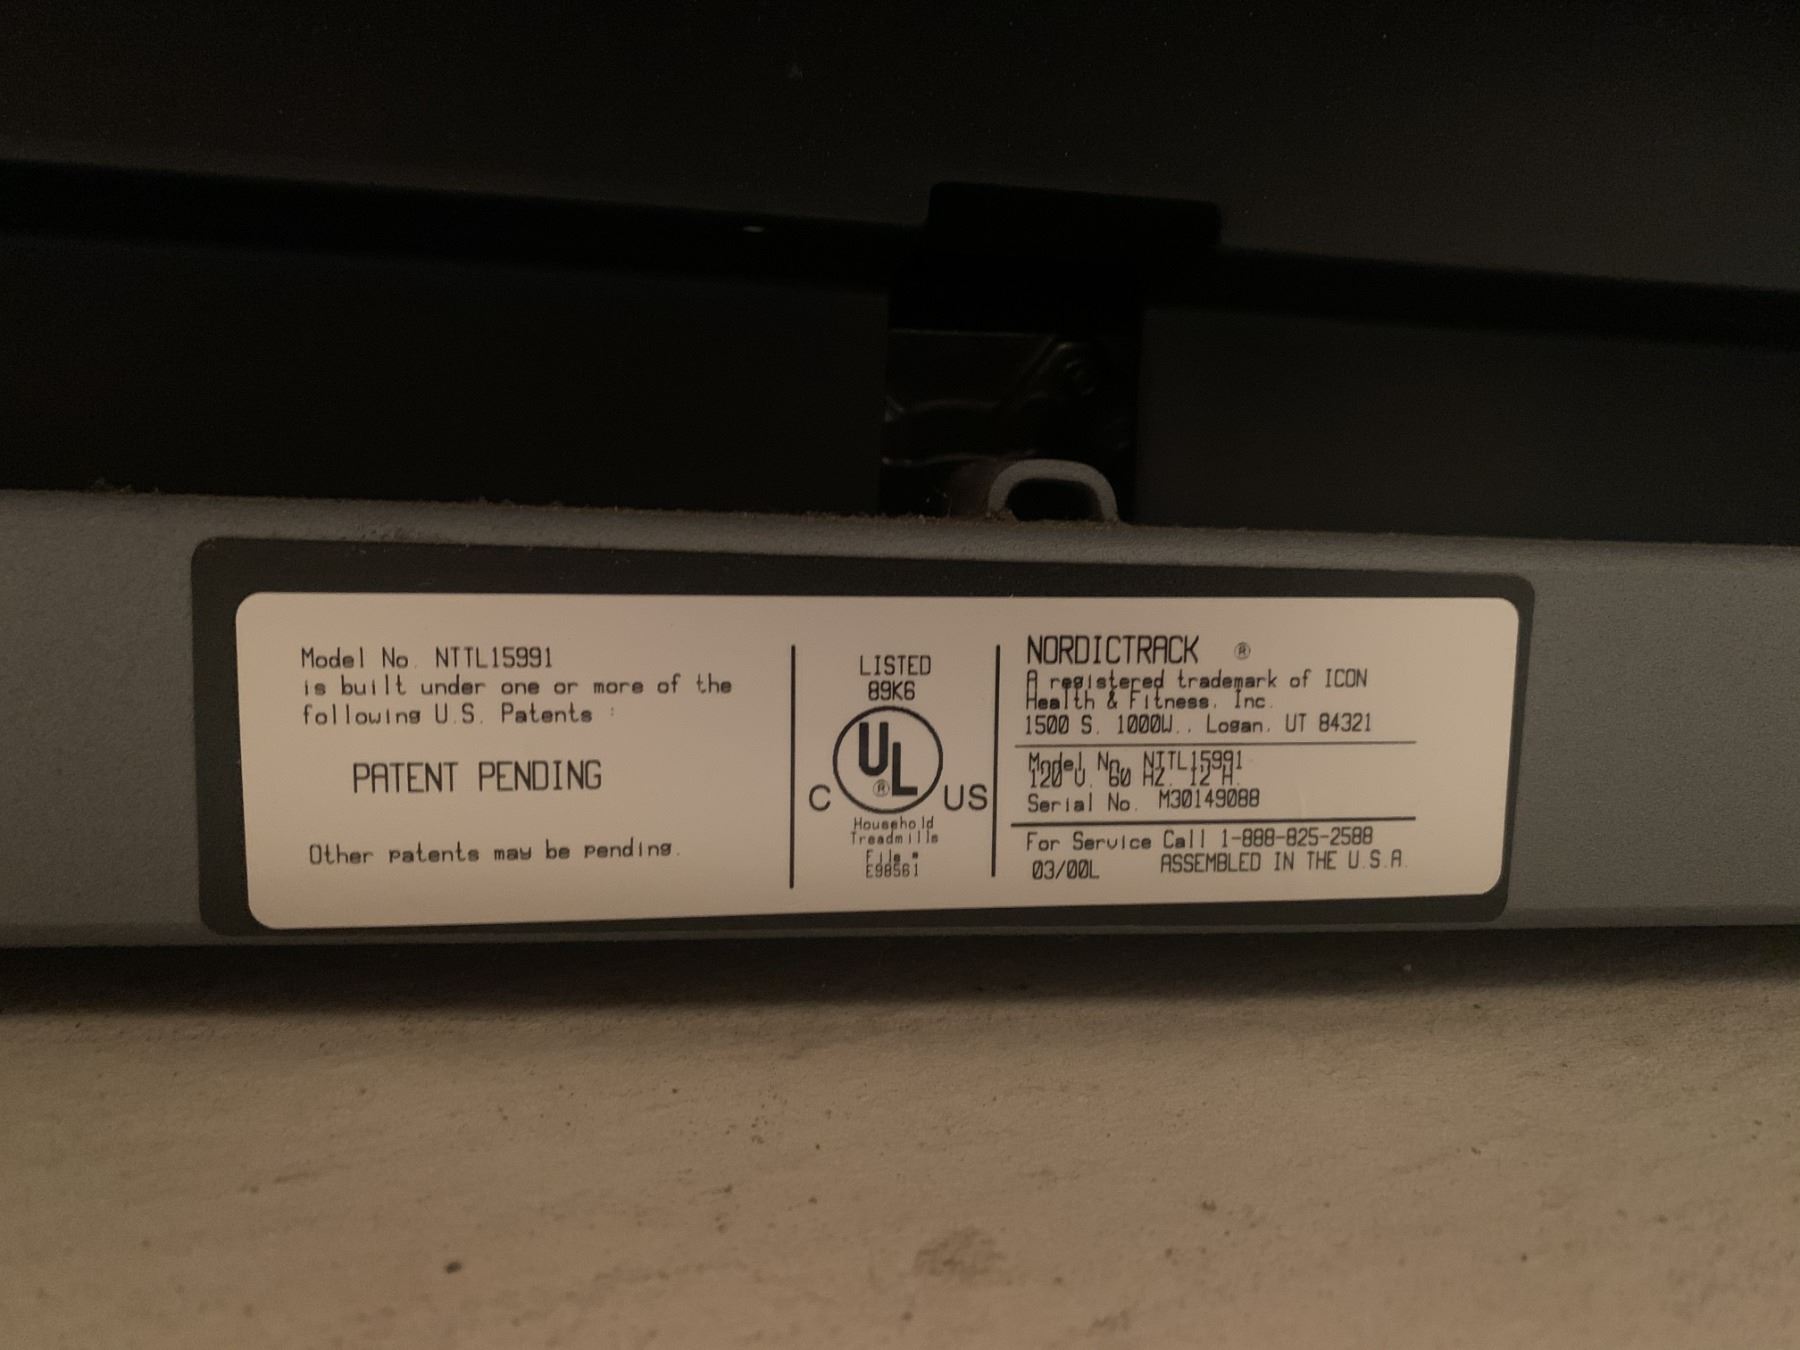 Model No. NTTL15991
is built under one or more of the
following U.S. Patents :
PATENT PENDING
Other patents may be pending.
LISTED
89K6
UL
®
C US
Household
Treadmills
File #
E98561
NORDICTRACK ®
A registered trademark of ICON
Health & Fitness, Inc.
1500 S. 1000W., Logan, UT 84321
Model No. NTTL15991
120 V. 60 HZ. 12 A.
Serial No. M30149088
For Service Call 1-888-825-2588
03/00L ASSEMBLED IN THE U.S.A.